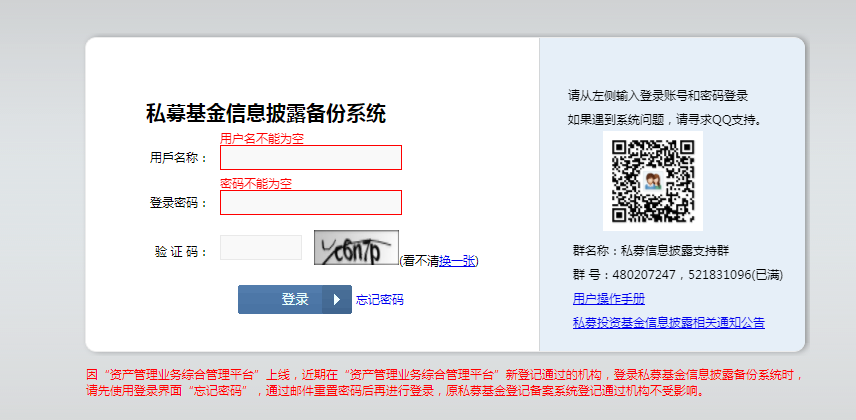 私募基金信息披露备份系统
用户名不能为空
用戶名称：
密码不能为空
登录密码：
验 证 码：
(看不清换一张)
登录
忘记密码
请从左侧输入登录账号和密码登录
如果遇到系统问题，请寻求QQ支持。
群名称：私募信息披露支持群
群 号：480207247，521831096(已满)
用户操作手册
私募投资基金信息披露相关通知公告
因“资产管理业务综合管理平台”上线，近期在“资产管理业务综合管理平台”新登记通过的机构，登录私募基金信息披露备份系统时，
请先使用登录界面“忘记密码”，通过邮件重置密码后再进行登录，原私募基金登记备案系统登记通过机构不受影响。